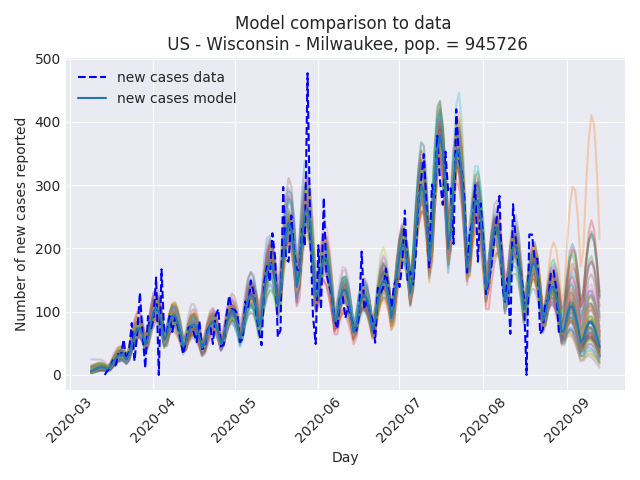 Model comparison to data
US - Wisconsin - Milwaukee, pop. = 945726
new cases data
new cases model
Number of new cases reported
500
400
300
200
100
0
2020-03
2020-04
2020-05
2020-06
2020-07
2020-08
2020-09
Day